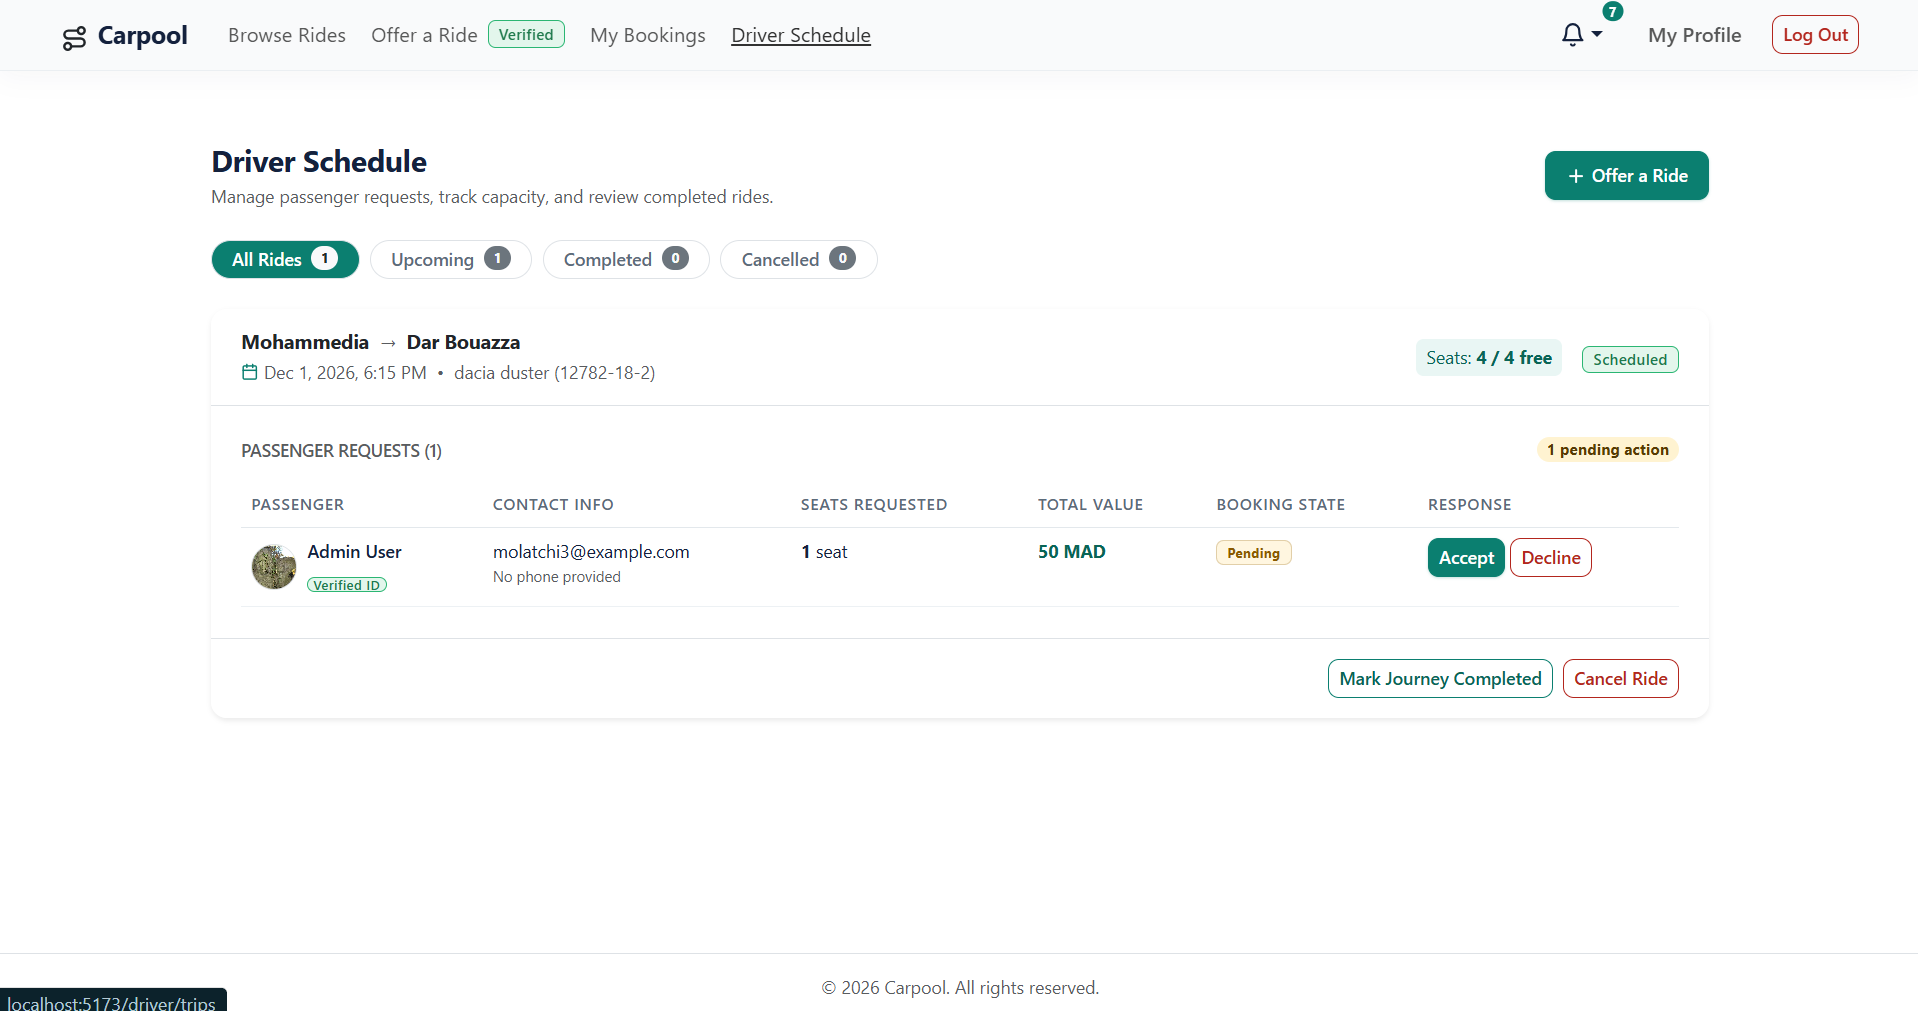 Carpool Browse Rides Offer a Ride Verified My Bookings Driver Schedule 7 My Profile Log Out
Driver Schedule
Manage passenger requests, track capacity, and review completed rides.
+ Offer a Ride
All Rides 1 Upcoming 1 Completed 0 Cancelled 0
Mohammedia → Dar Bouazza
Dec 1, 2026, 6:15 PM • dacia duster (12782-18-2)
Seats: 4 / 4 free Scheduled
PASSENGER REQUESTS (1) 1 pending action
PASSENGER CONTACT INFO SEATS REQUESTED TOTAL VALUE BOOKING STATE RESPONSE
Admin User molatchi3@example.com 1 seat 50 MAD Pending Accept Decline
Verified ID No phone provided
Mark Journey Completed Cancel Ride
© 2026 Carpool. All rights reserved.
localhost:5173/driver/trips